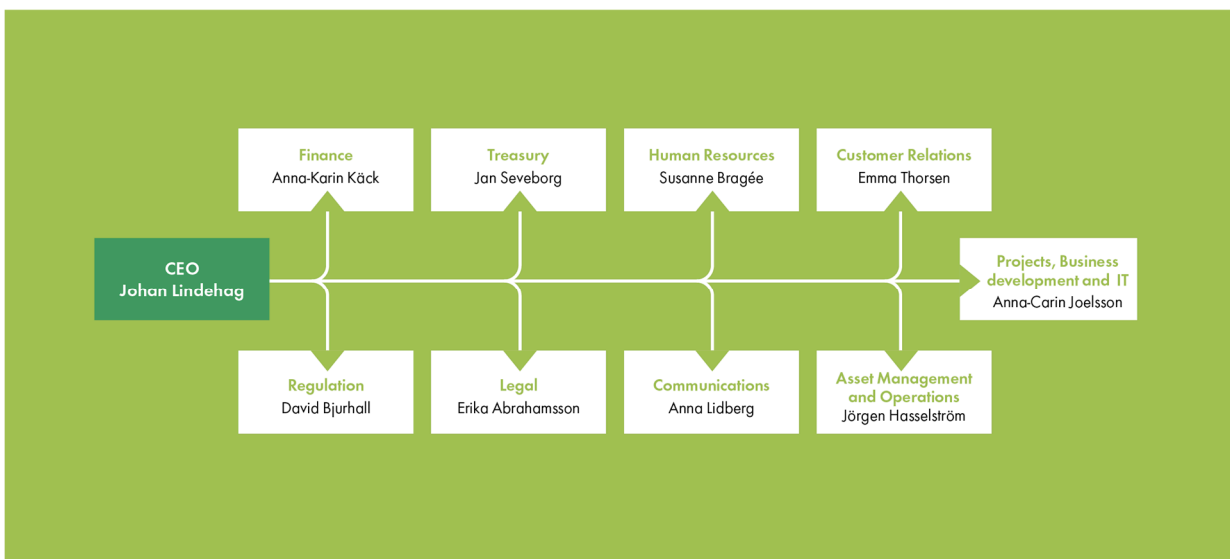 Finance
Anna-Karin Käck
Treasury
Jan Seveborg
Human Resources
Susanne Bragée
Customer Relations
Emma Thorsen
CEO
Johan Lindehag
Projects, Business
development and IT
Anna-Carin Joelsson
Regulation
David Bjurhall
Legal
Erika Abrahamsson
Communications
Anna Lidberg
Asset Management
and Operations
Jörgen Hasselström